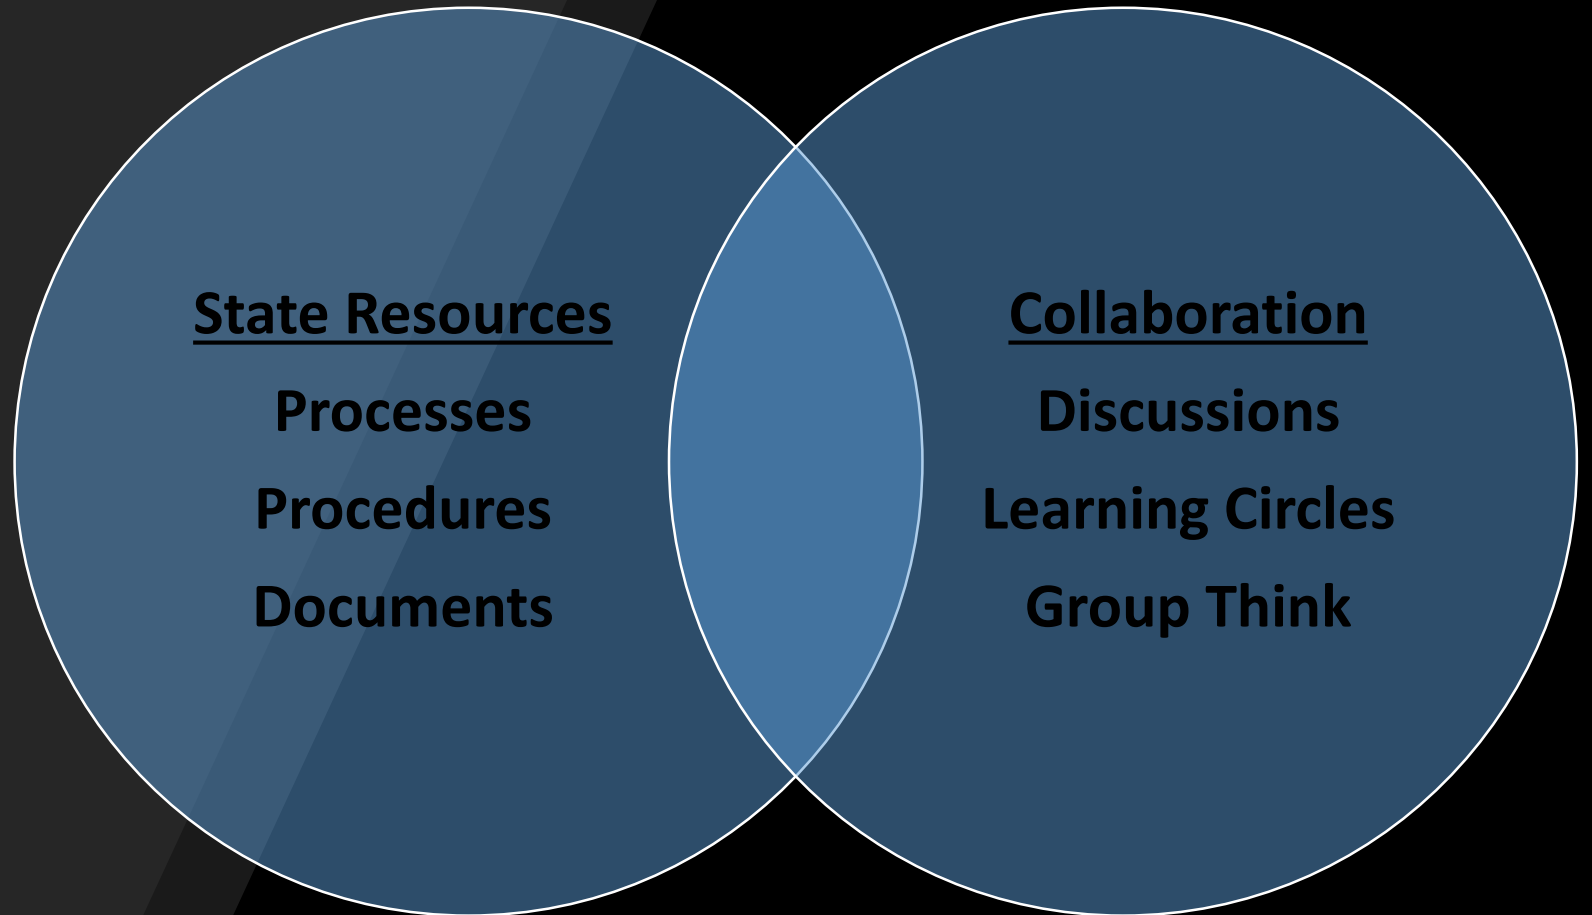 State Resources
Processes
Procedures
Documents
Collaboration
Discussions
Learning Circles
Group Think